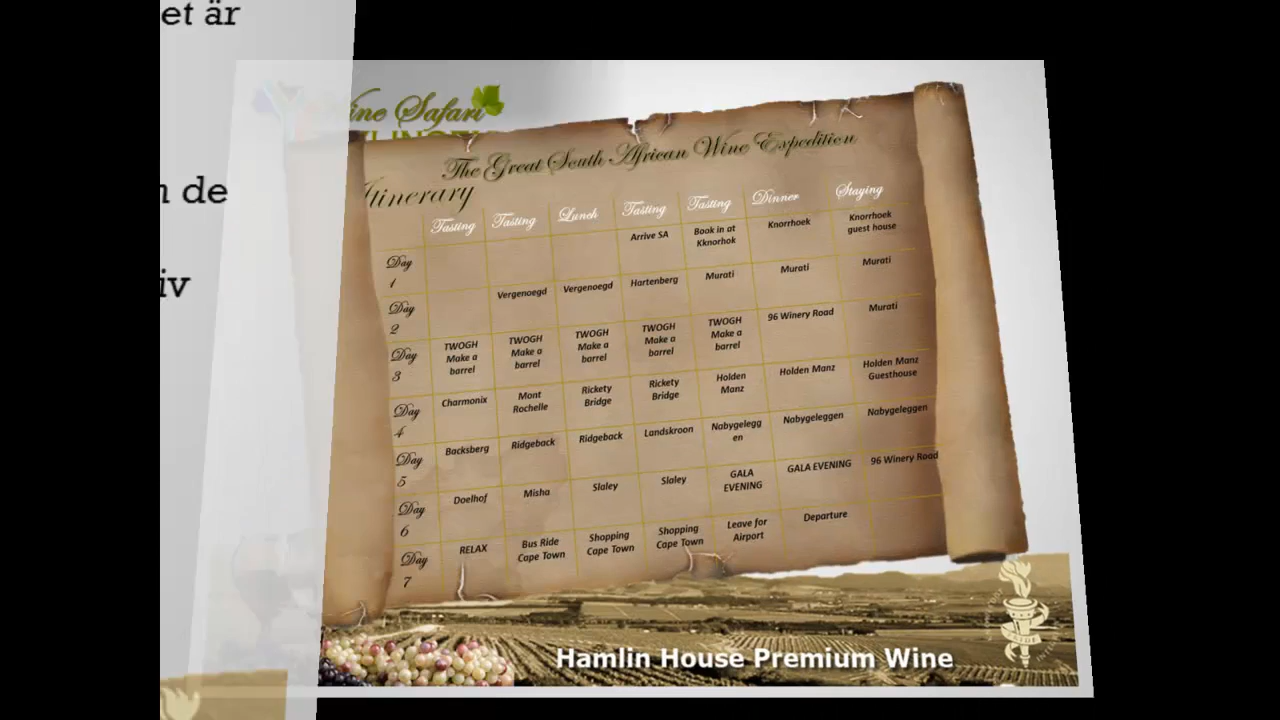 et är
n de
iv
ine Safari
The Great South African Wine Expedition
Itinerary
Tasting Tasting Lunch Tasting Tasting Dinner Staying
Day 1 Arrive SA Book in at Kknorhok Knorrhoek Knorrhoek guest house
Day 2 Vergenoegd Vergenoegd Hartenberg Murati Murati Murati
Day 3 TWOGH Make a barrel TWOGH Make a barrel TWOGH Make a barrel TWOGH Make a barrel TWOGH Make a barrel 96 Winery Road Murati
Day 4 Charmonix Mont Rochelle Rickety Bridge Rickety Bridge Holden Manz Holden Manz Holden Manz Guesthouse
Day 5 Backsberg Ridgeback Ridgeback Landskroon Nabygelegg en Nabygeleggen Nabygeleggen
Day 6 Doelhof Misha Slaley Slaley GALA EVENING GALA EVENING 96 Winery Road
Day 7 RELAX Bus Ride Cape Town Shopping Cape Town Shopping Cape Town Leave for Airport Departure
Hamlin House Premium Wine